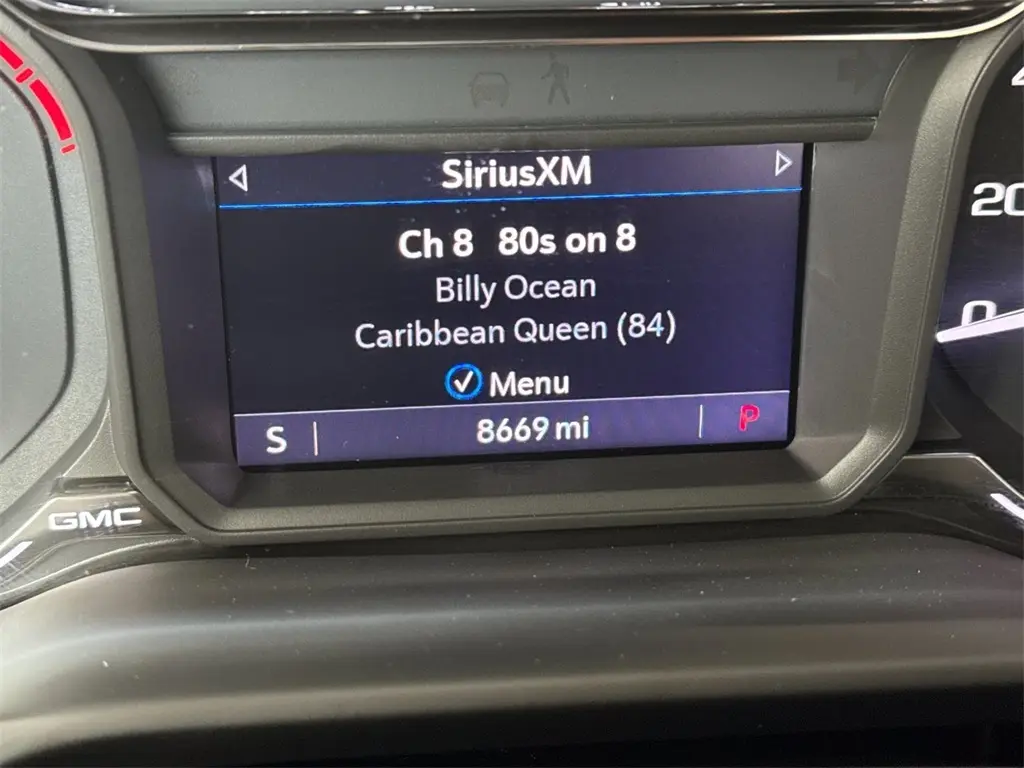 SiriusXM
Ch 8 80s on 8
Billy Ocean
Caribbean Queen (84)
Menu
S 8669 mi P
GMC
20
0